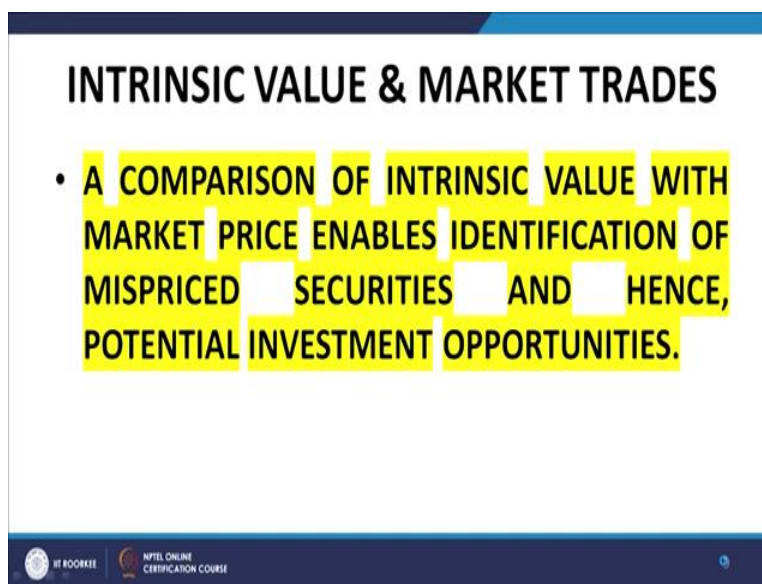 INTRINSIC VALUE & MARKET TRADES
• A COMPARISON OF INTRINSIC VALUE WITH
MARKET PRICE ENABLES IDENTIFICATION OF
MISPRICED SECURITIES AND HENCE,
POTENTIAL INVESTMENT OPPORTUNITIES.
IIT ROORKEE
NPTEL ONLINE
CERTIFICATION COURSE